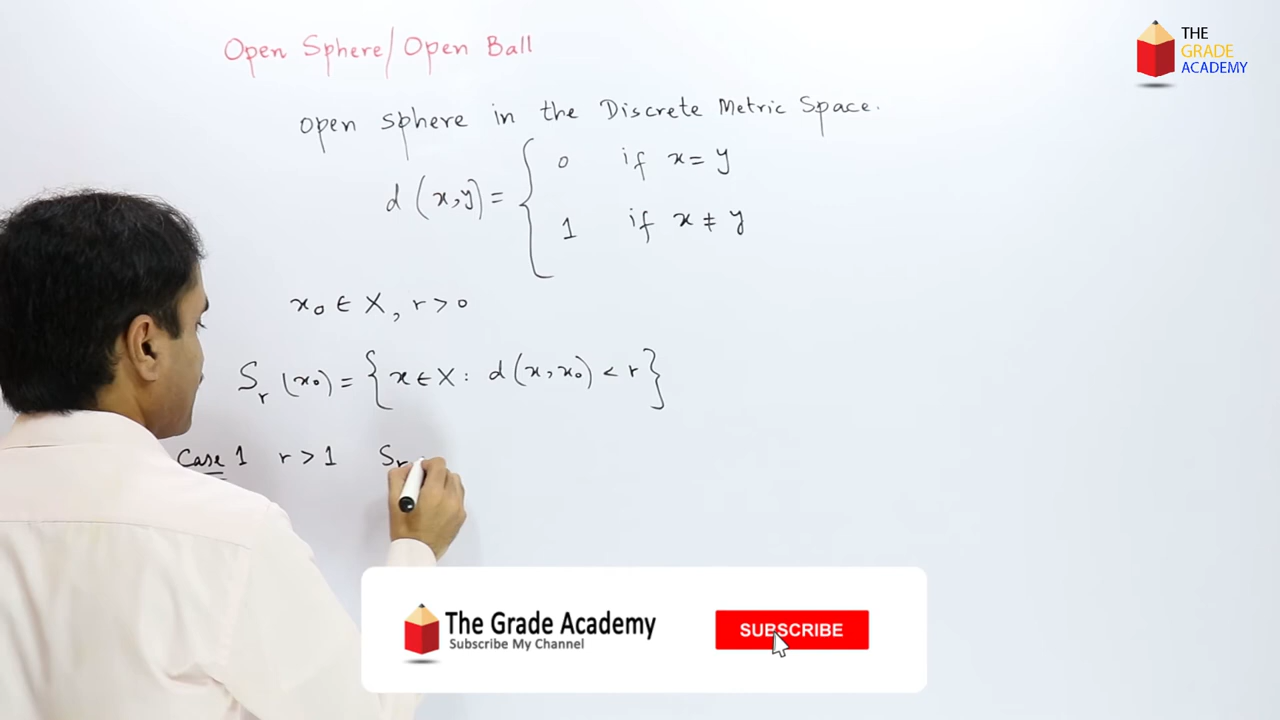 Open Sphere/Open Ball
THE
GRADE
ACADEMY
open sphere in the Discrete Metric Space.
d(x,y)= { 0 if x=y
1 if x≠y
x₀ ∈ X, r>0
Sᵣ(x₀) = {x∈X: d(x,x₀) < r}
Case 1 r>1 Sᵣ
The Grade Academy
Subscribe My Channel
SUBSCRIBE